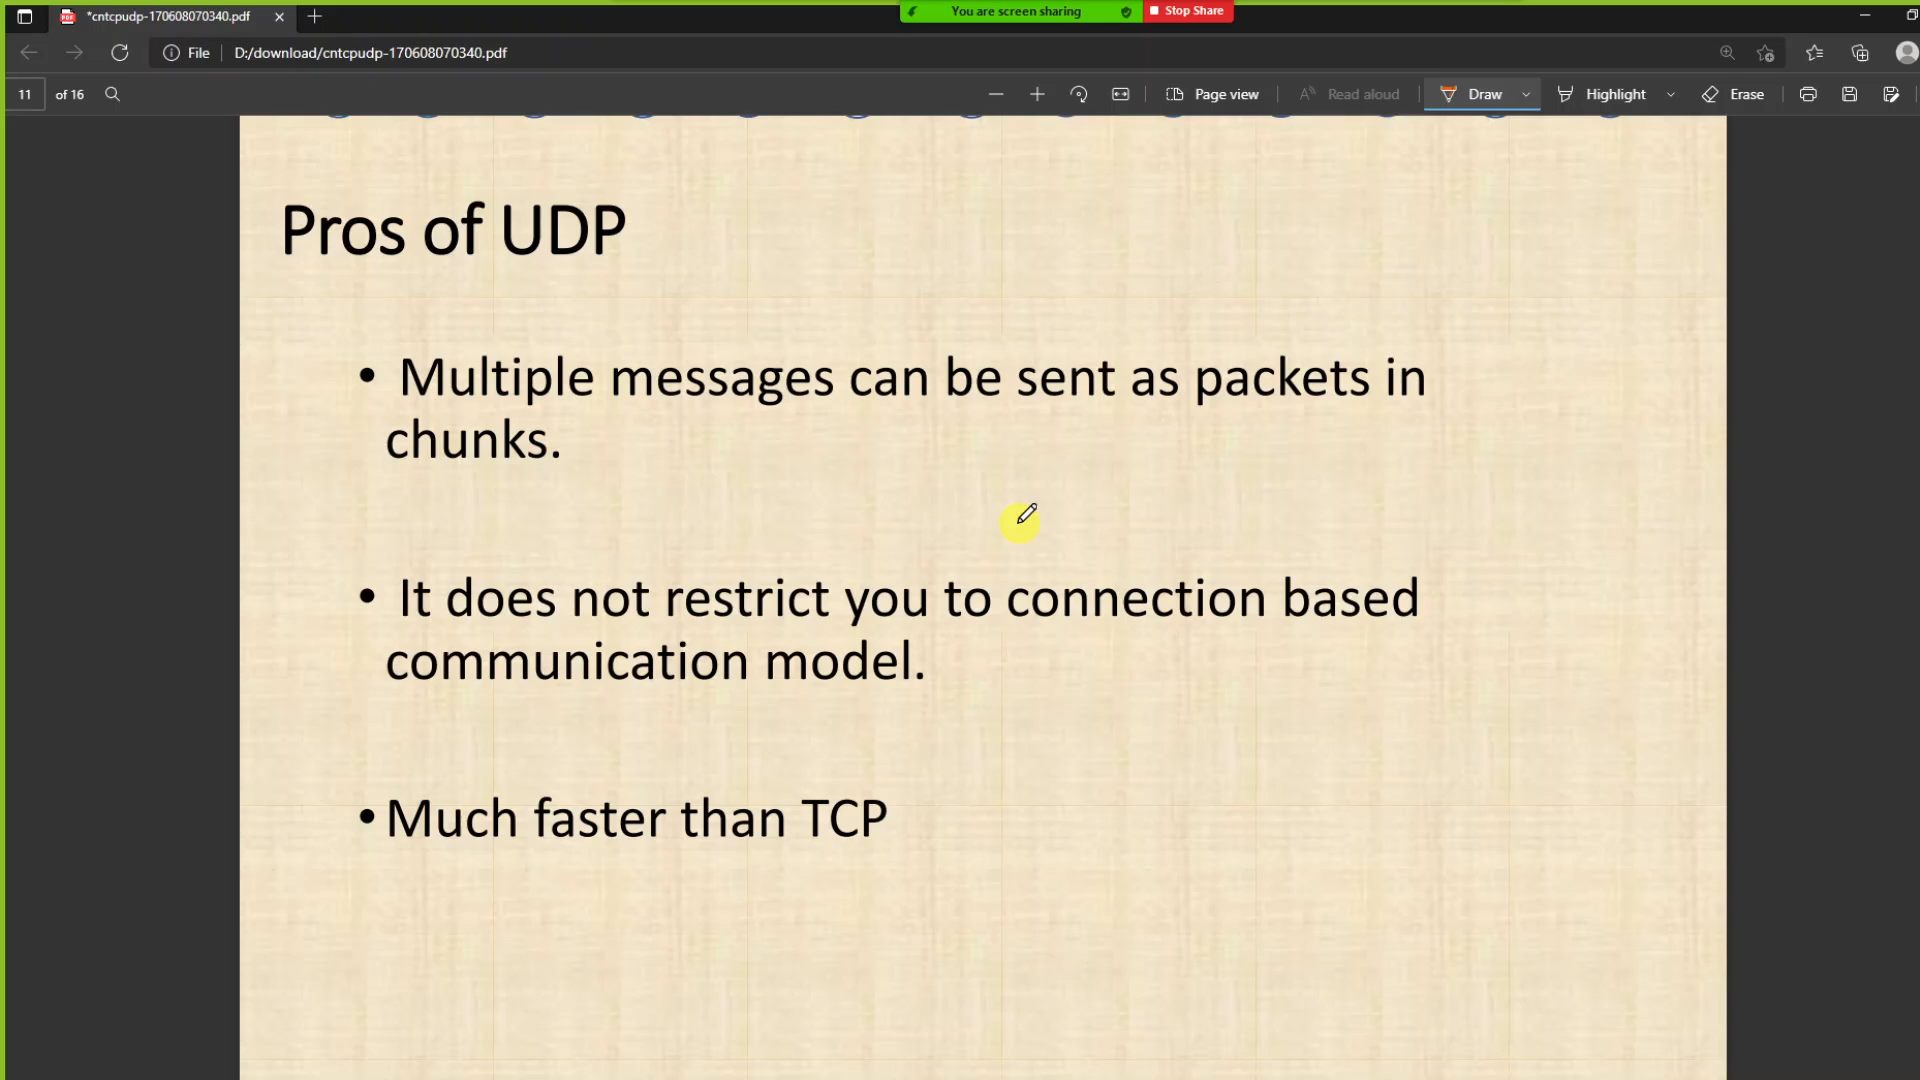 *cntcpudp-170608070340.pdf
You are screen sharing
Stop Share
File
D:/download/cntcpudp-170608070340.pdf
11
of 16
Page view
Read aloud
Draw
Highlight
Erase
Pros of UDP
• Multiple messages can be sent as packets in
chunks.
• It does not restrict you to connection based
communication model.
• Much faster than TCP